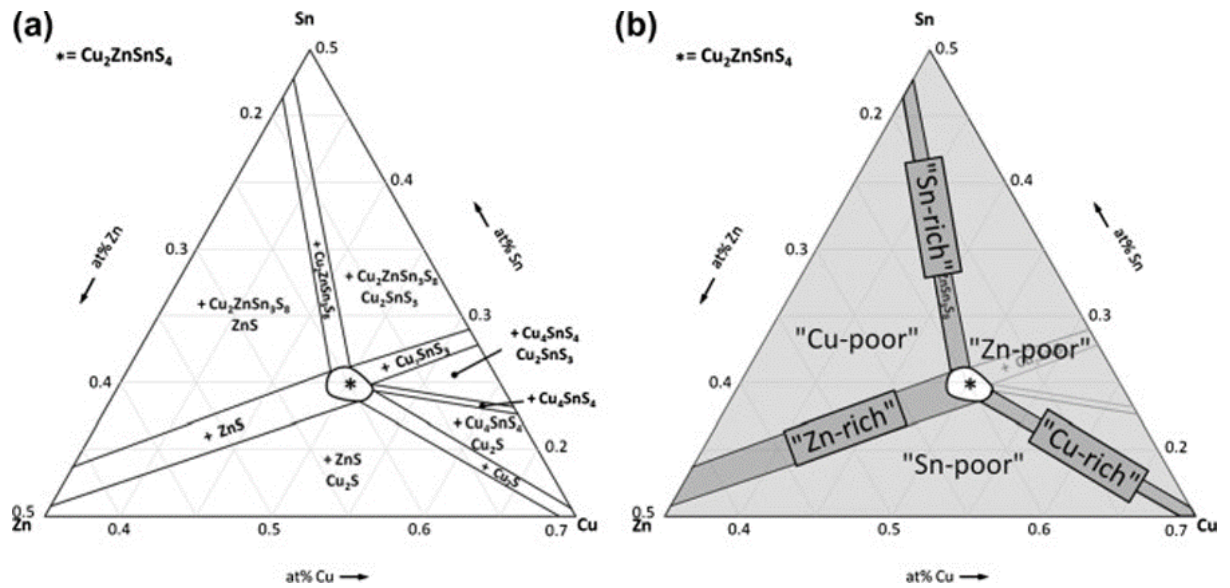 (a)
Sn
*= Cu₂ZnSnS₄
0.5
0.2
0.4
at% Zn
at% Sn
0.3
+ Cu₂ZnSn₃S₈
+ Cu₂ZnSn₃S₈
Cu₂SnS₃
+ Cu₂ZnSn₃S₈
ZnS
0.3
+ Cu₄SnS₄
Cu₂SnS₃
+ Cu₂SnS₃
0.4
+ Cu₄SnS₄
+ ZnS
+ Cu₄SnS₄
Cu₂S
0.2
+ ZnS
Cu₂S
+ Cu₂S
0.5
Zn
Cu
0.4
0.5
0.6
0.7
at% Cu
(b)
Sn
*= Cu₂ZnSnS₄
0.5
0.2
0.4
"Sn-rich"
at% Zn
at% Sn
0.3
0.3
"Cu-poor"
"Zn-poor"
0.4
*
"Zn-rich"
"Cu-rich"
0.2
"Sn-poor"
0.5
Zn
Cu
0.4
0.5
0.6
0.7
at% Cu